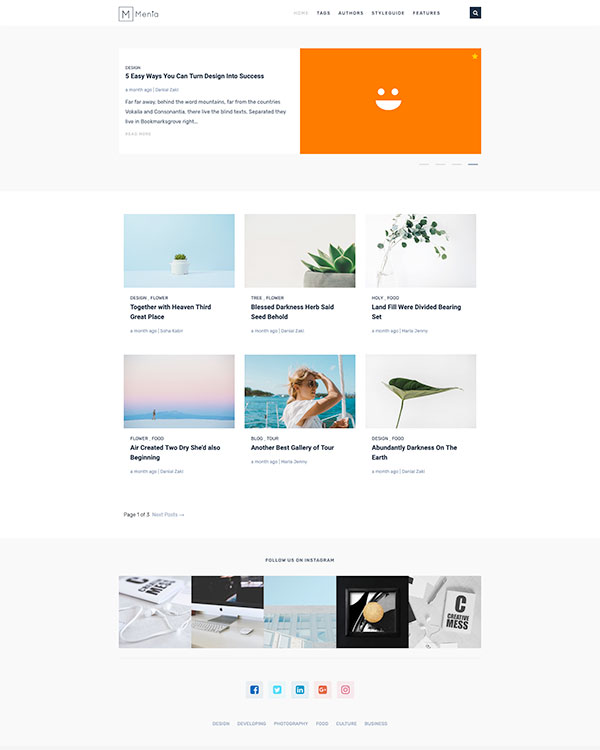 M Menta
HOME TAGS AUTHORS STYLEGUIDE FEATURES
DESIGN
5 Easy Ways You Can Turn Design Into Success
a month ago | Danial Zaki
Far far away, behind the word mountains, far from the countries
Vokalia and Consonantia, there live the blind texts. Separated they
live in Bookmarksgrove right...
READ MORE
DESIGN , FLOWER
Together with Heaven Third
Great Place
a month ago | Soha Kabir
TREE , FLOWER
Blessed Darkness Herb Said
Seed Behold
a month ago | Danial Zaki
HOLY , FOOD
Land Fill Were Divided Bearing
Set
a month ago | Maria Jenny
FLOWER , FOOD
Air Created Two Dry She'd also
Beginning
a month ago | Danial Zaki
BLOG , TOUR
Another Best Gallery of Tour
a month ago | Maria Jenny
DESIGN , FOOD
Abundantly Darkness On The
Earth
a month ago | Danial Zaki
Page 1 of 3 Next Posts →
FOLLOW US ON INSTAGRAM
C
CREATIVE
MESS
C
CREATIVE
MESS
DESIGN DEVELOPING PHOTOGRAPHY FOOD CULTURE BUSINESS